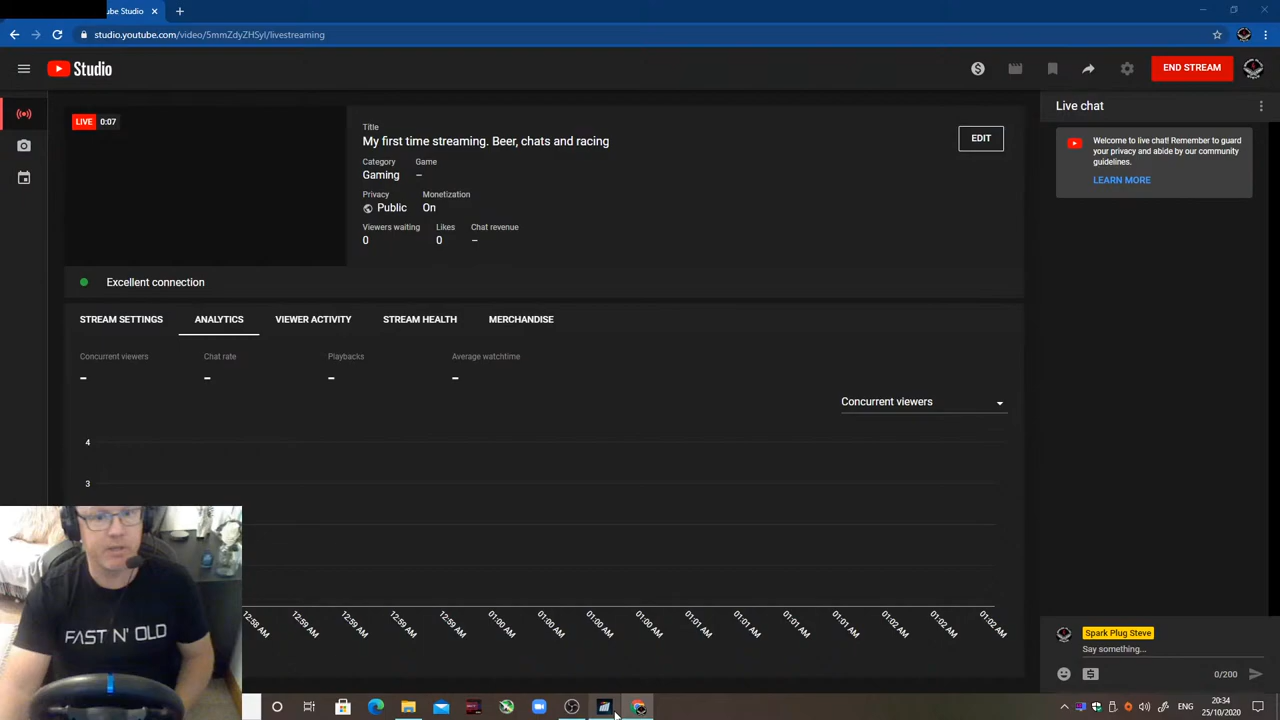 be Studio
studio.youtube.com/video/5mmZdyZHSyI/livestreaming
Studio
END STREAM
LIVE 0:07
Title
My first time streaming. Beer, chats and racing
EDIT
Category Game
Gaming –
Privacy Monetization
Public On
Viewers waiting Likes Chat revenue
0 0 –
Excellent connection
STREAM SETTINGS ANALYTICS VIEWER ACTIVITY STREAM HEALTH MERCHANDISE
Concurrent viewers Chat rate Playbacks Average watchtime
– – – –
Concurrent viewers
4
3
12:58 AM 12:59 AM 12:59 AM 12:59 AM 01:00 AM 01:00 AM 01:00 AM 01:00 AM 01:00 AM 01:01 AM 01:01 AM 01:01 AM 01:02 AM 01:02 AM 01:02 AM
Live chat
Welcome to live chat! Remember to guard
your privacy and abide by our community
guidelines.
LEARN MORE
Spark Plug Steve
Say something...
0/200
FAST N' OLD
20:34
25/10/2020